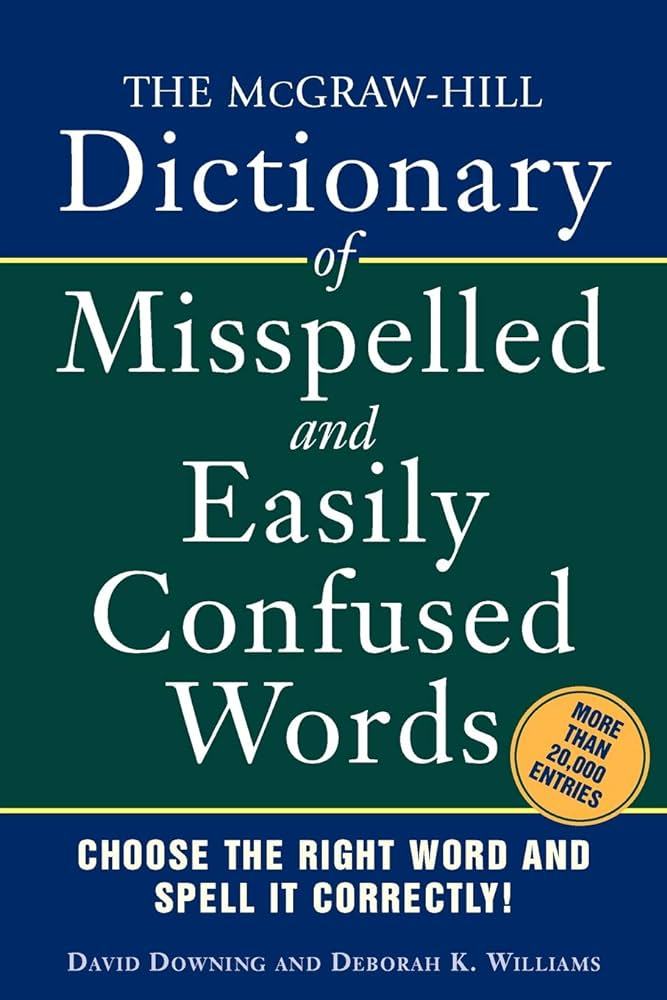 THE McGRAW-HILL
Dictionary
of
Misspelled
and
Easily
Confused
Words
MORE
THAN
20,000
ENTRIES
CHOOSE THE RIGHT WORD AND
SPELL IT CORRECTLY!
DAVID DOWNING AND DEBORAH K. WILLIAMS